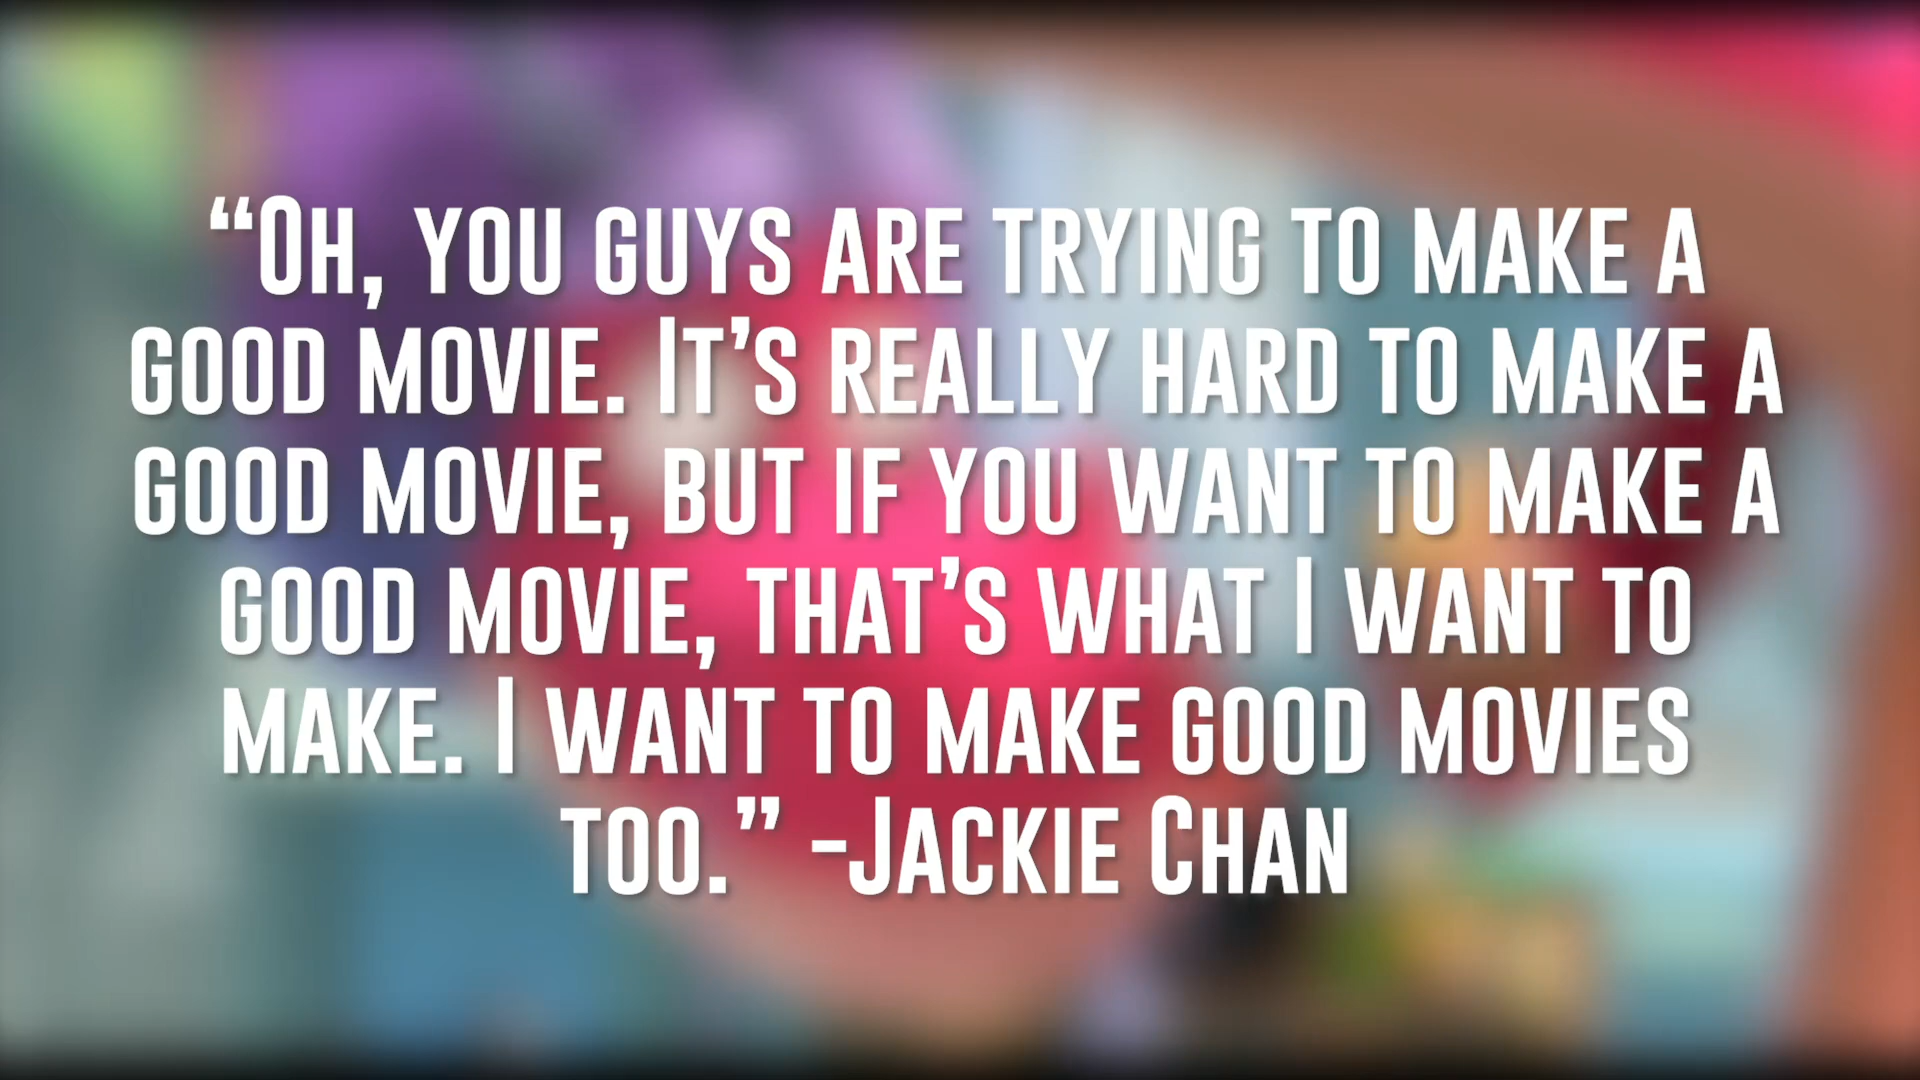 “Oh, you guys are trying to make a
good movie. It’s really hard to make a
good movie, but if you want to make a
good movie, that’s what I want to
make. I want to make good movies
too.” -Jackie Chan